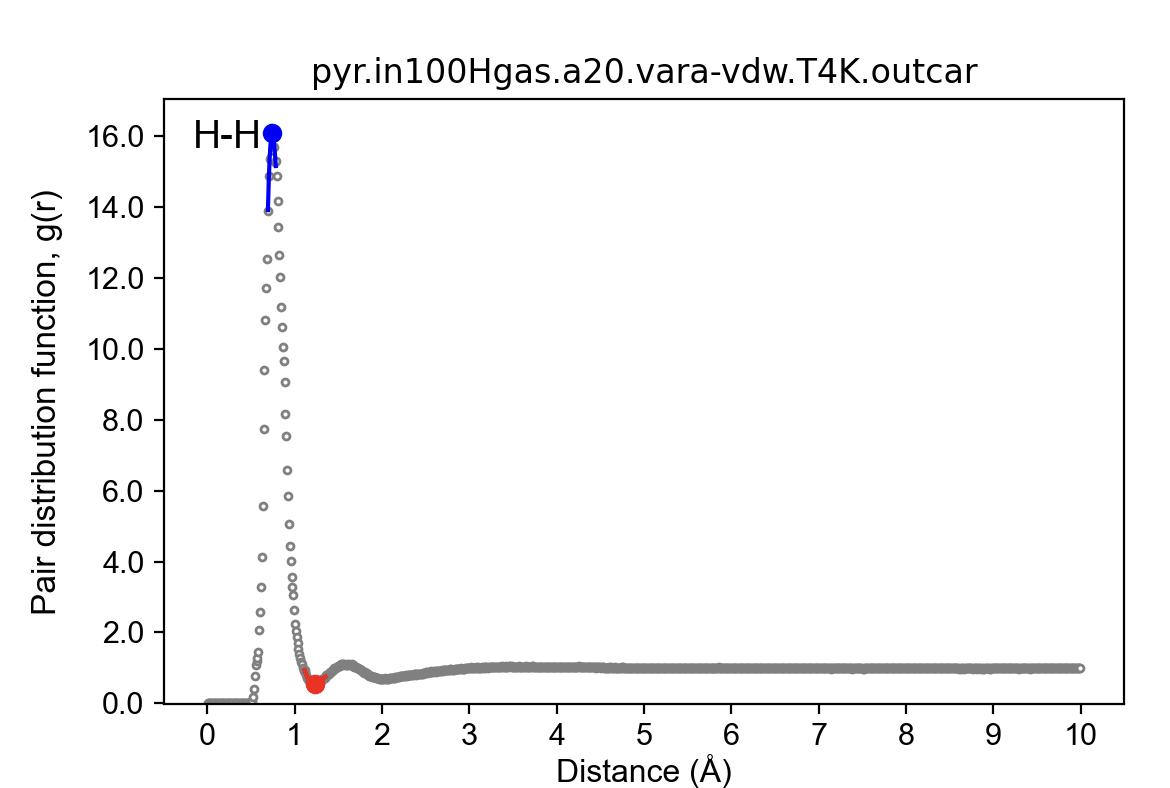 pyr.in100Hgas.a20.vara-vdw.T4K.outcar
H-H
Pair distribution function, g(r)
16.0
14.0
12.0
10.0
8.0
6.0
4.0
2.0
0.0
0 1 2 3 4 5 6 7 8 9 10
Distance (Å)